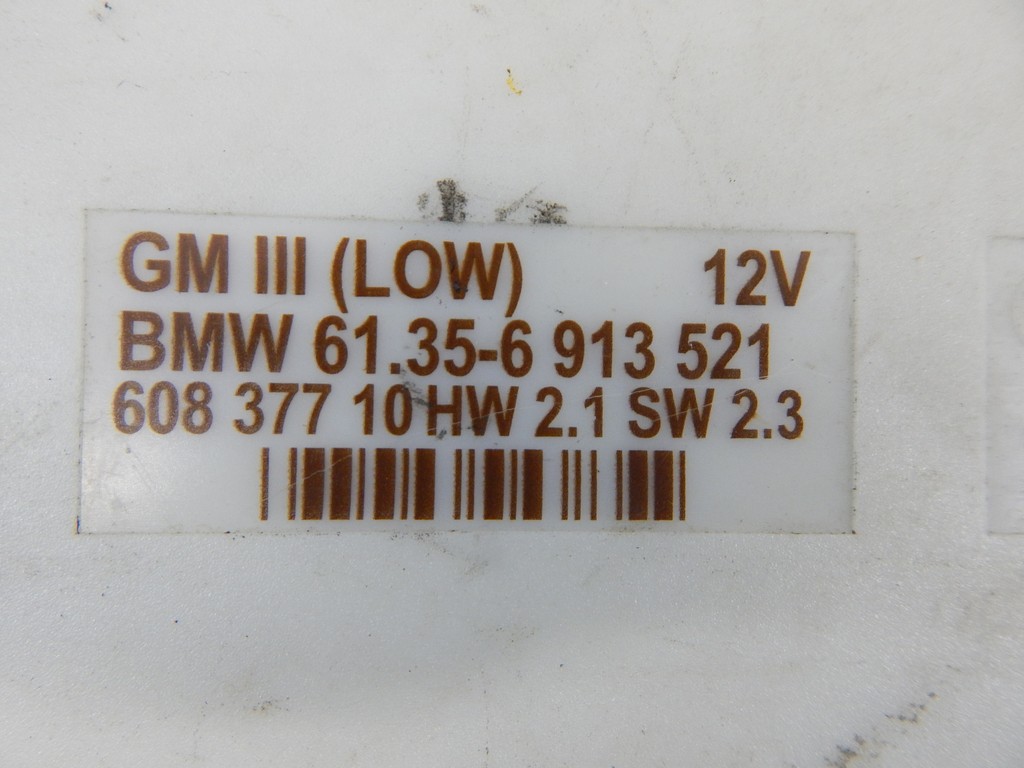 GM III (LOW) 12V
BMW 61.35-6 913 521
608 377 10 HW 2.1 SW 2.3